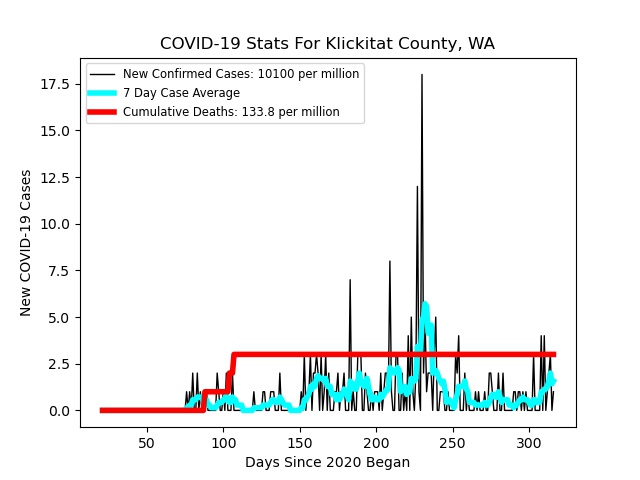 COVID-19 Stats For Klickitat County, WA
New Confirmed Cases: 10100 per million
7 Day Case Average
Cumulative Deaths: 133.8 per million
New COVID-19 Cases
17.5
15.0
12.5
10.0
7.5
5.0
2.5
0.0
50 100 150 200 250 300
Days Since 2020 Began